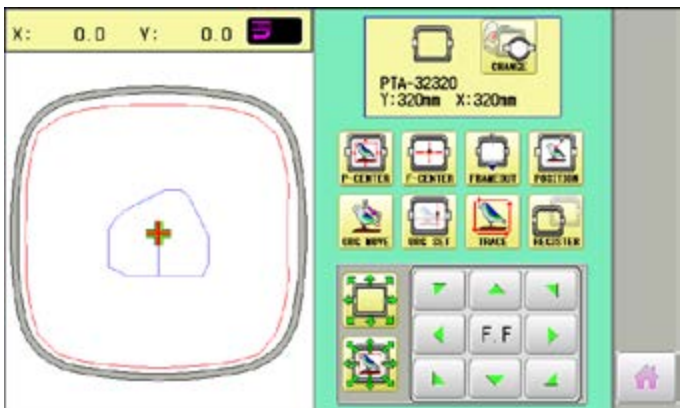 X: 0.0 Y: 0.0
CHANGE
PTA-32320
Y:320mm X:320mm
P-CENTER F-CENTER FRAMEOUT POSITION
ORG MOVE ORG SET TRACE REGISTER
F.F